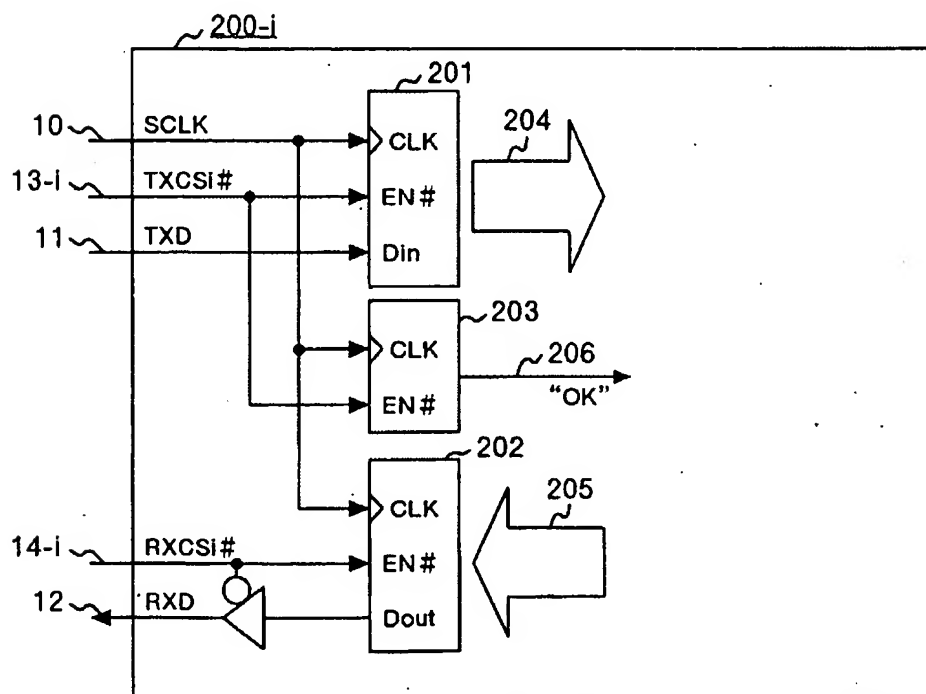 200-i
201
10
SCLK
CLK
204
13-i
TXCSi#
EN#
11
TXD
Din
203
CLK
206
EN#
“OK”
202
CLK
205
14-i
RXCSi#
EN#
12
RXD
Dout